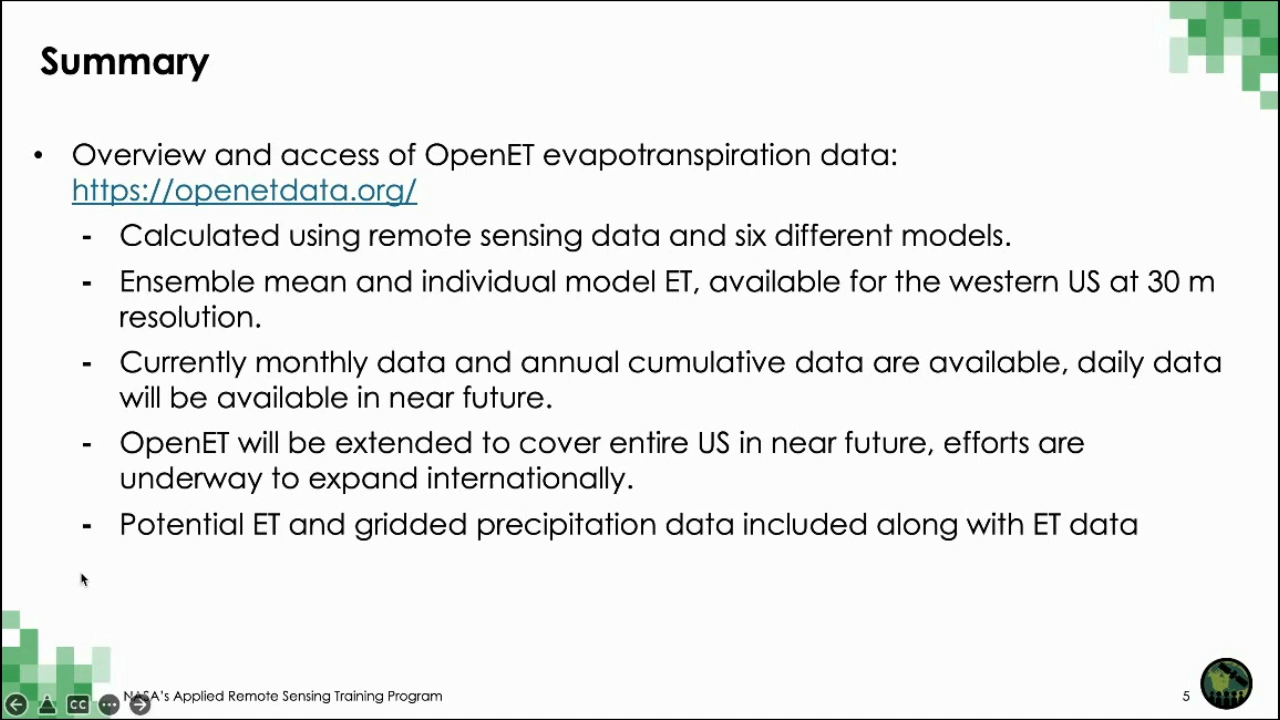 Summary
• Overview and access of OpenET evapotranspiration data:
https://openetdata.org/
- Calculated using remote sensing data and six different models.
- Ensemble mean and individual model ET, available for the western US at 30 m
resolution.
- Currently monthly data and annual cumulative data are available, daily data
will be available in near future.
- OpenET will be extended to cover entire US in near future, efforts are
underway to expand internationally.
- Potential ET and gridded precipitation data included along with ET data
CC
NASA's Applied Remote Sensing Training Program
5